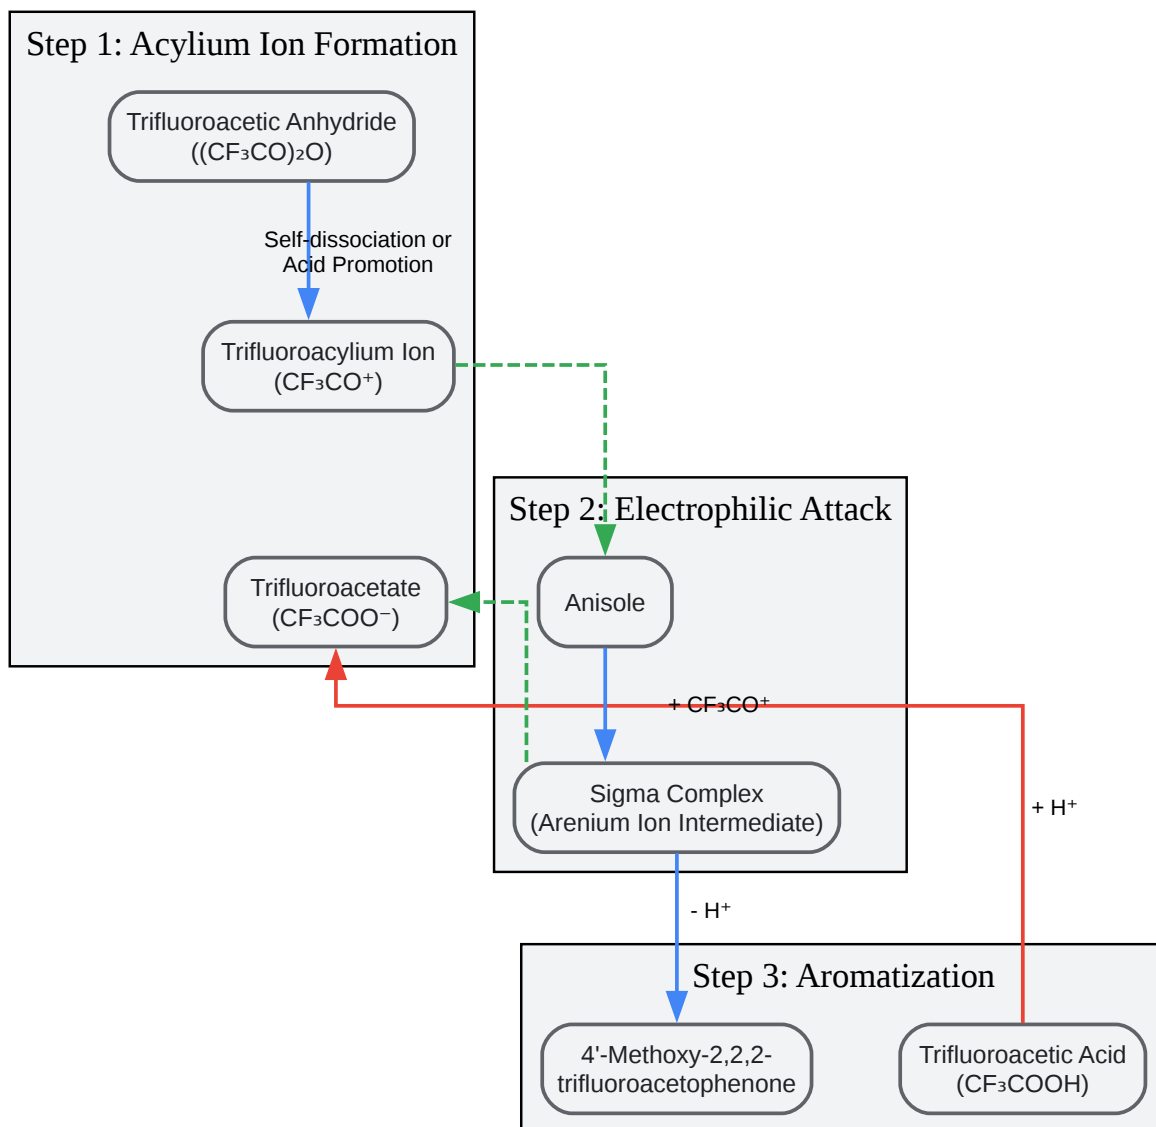 Step 1: Acylium Ion Formation
Trifluoroacetic Anhydride
((CF₃CO)₂O)
Self-dissociation or
Acid Promotion
Trifluoroacylium Ion
(CF₃CO⁺)
Trifluoroacetate
(CF₃COO⁻)
Step 2: Electrophilic Attack
Anisole
+ CF₃CO⁺
Sigma Complex
(Arenium Ion Intermediate)
+ H⁺
- H⁺
Step 3: Aromatization
4'-Methoxy-2,2,2-
trifluoroacetophenone
Trifluoroacetic Acid
(CF₃COOH)